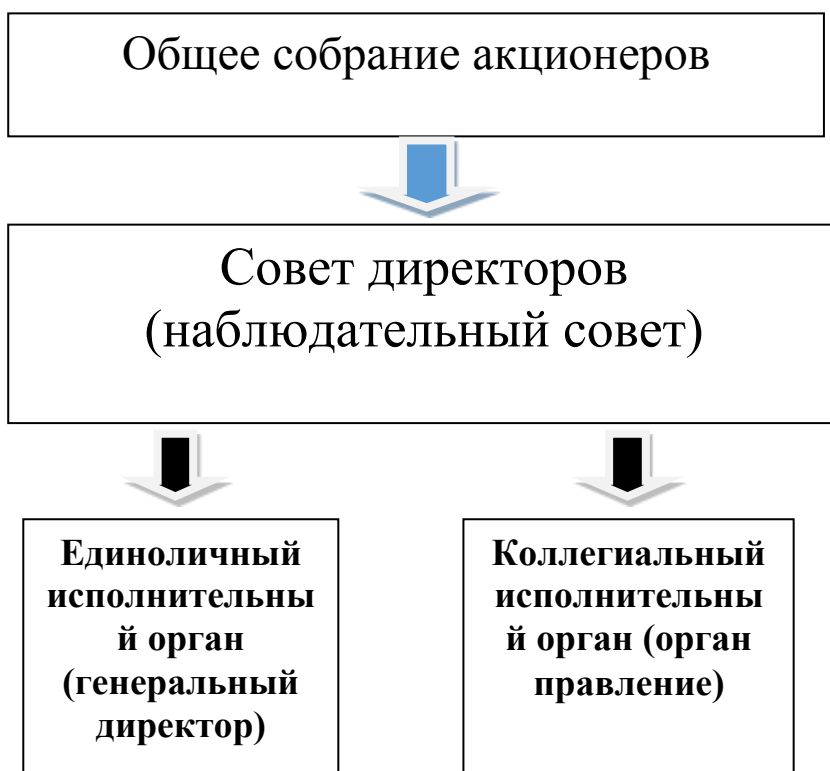 Общее собрание акционеров
Совет директоров
(наблюдательный совет)
Единоличный
исполнительны
й орган
(генеральный
директор)
Коллегиальный
исполнительны
й орган (орган
правление)